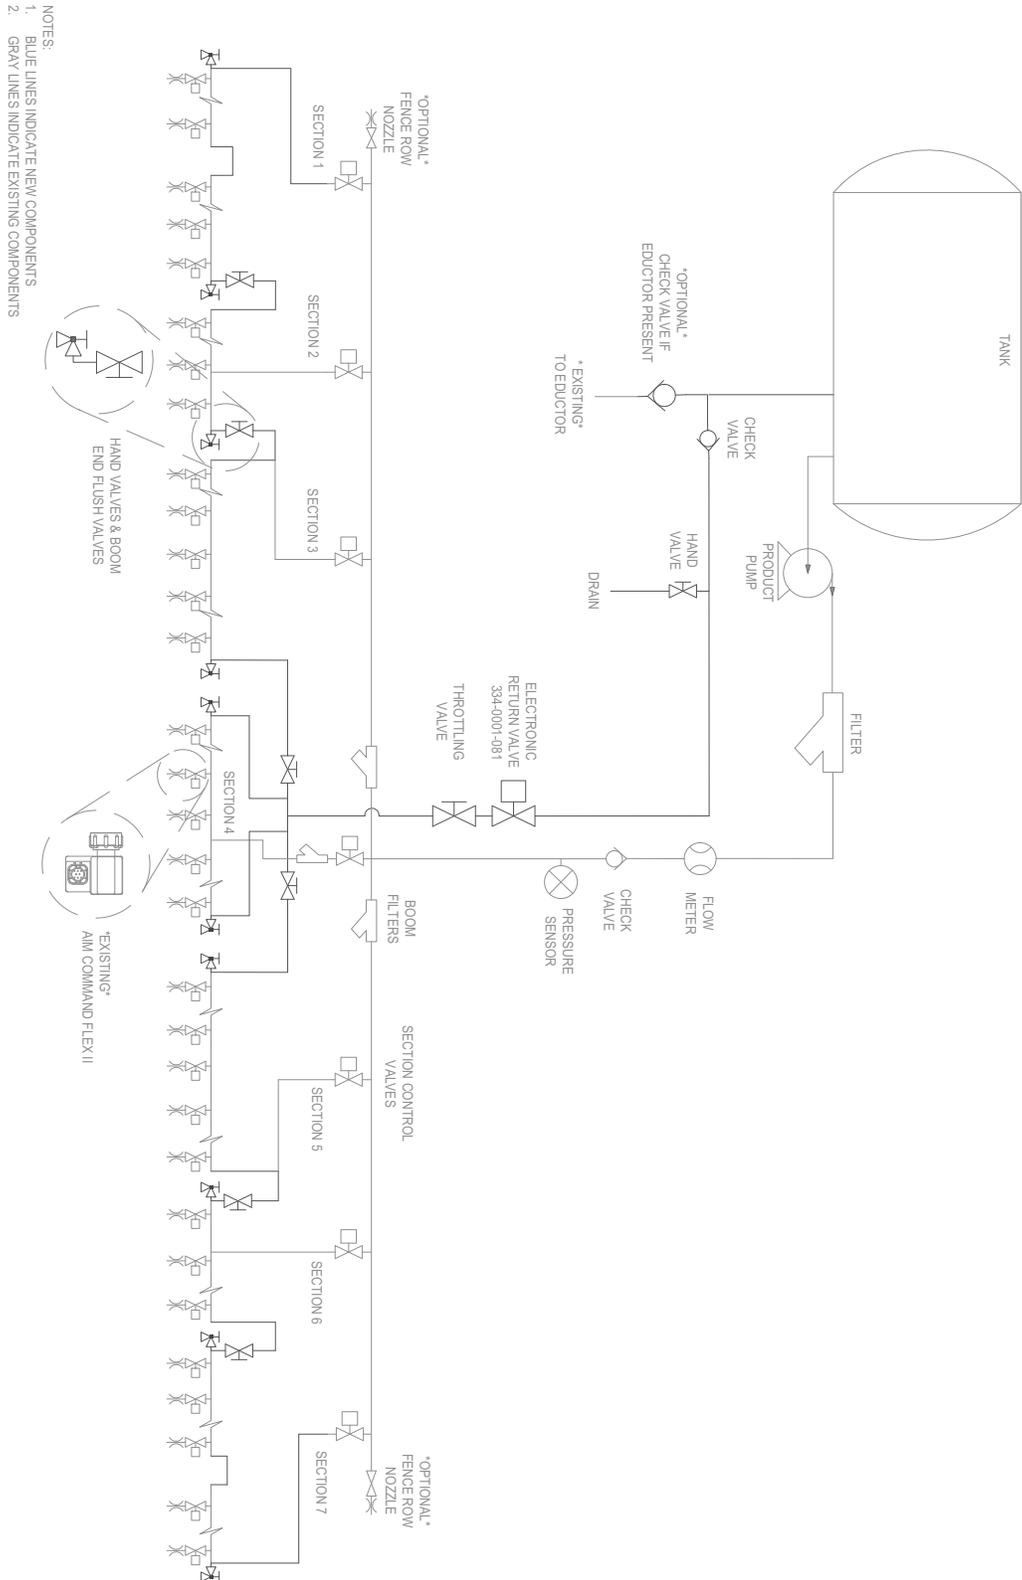 TANK
*OPTIONAL*
CHECK VALVE IF
EDUCTOR PRESENT
* EXISTING*
TO EDUCTOR
CHECK
VALVE
HAND
VALVE
DRAIN
PRODUCT
PUMP
FILTER
FLOW
METER
CHECK
VALVE
PRESSURE
SENSOR
ELECTRONIC
RETURN VALVE
334-0001-081
THROTTLING
VALVE
*OPTIONAL*
FENCE ROW
NOZZLE
BOOM
FILTERS
SECTION CONTROL
VALVES
*OPTIONAL*
FENCE ROW
NOZZLE
SECTION 1
SECTION 2
SECTION 3
SECTION 4
SECTION 5
SECTION 6
SECTION 7
HAND VALVES & BOOM
END FLUSH VALVES
*EXISTING*
AIM COMMAND FLEX II
NOTES:
1. BLUE LINES INDICATE NEW COMPONENTS
2. GRAY LINES INDICATE EXISTING COMPONENTS